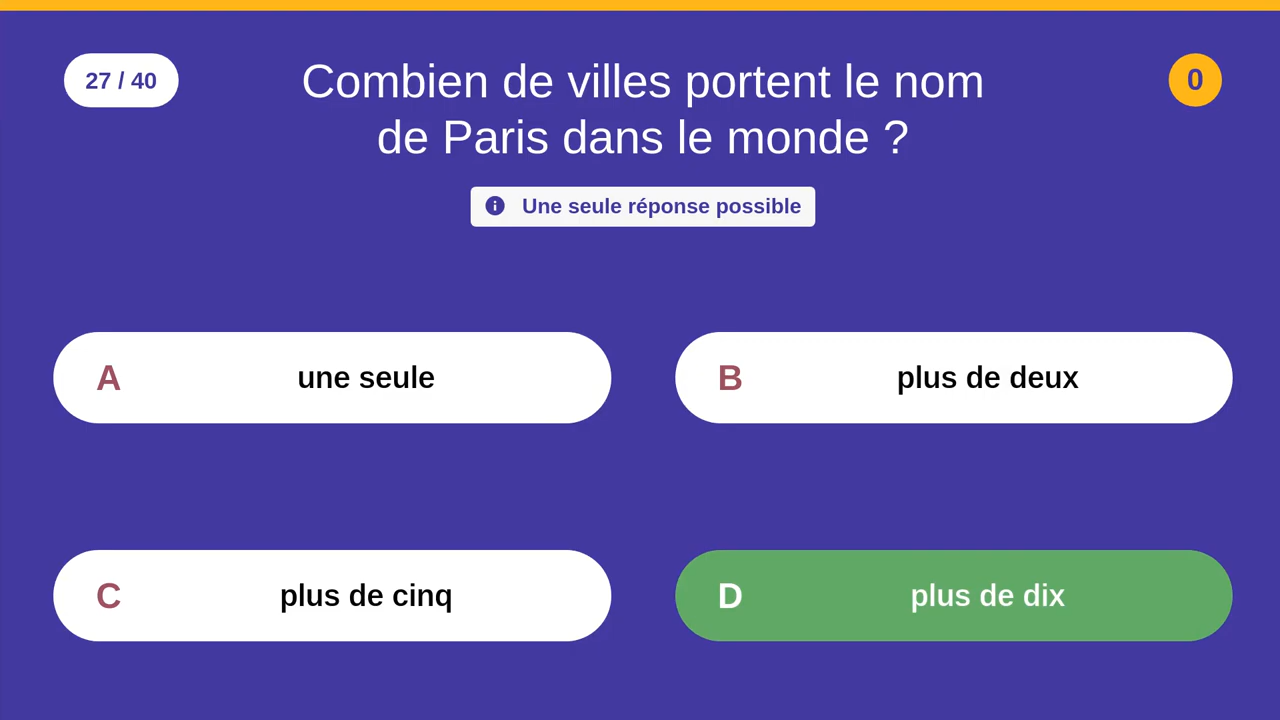 27 / 40
Combien de villes portent le nom
de Paris dans le monde ?
0
Une seule réponse possible
A une seule
B plus de deux
C plus de cinq
D plus de dix